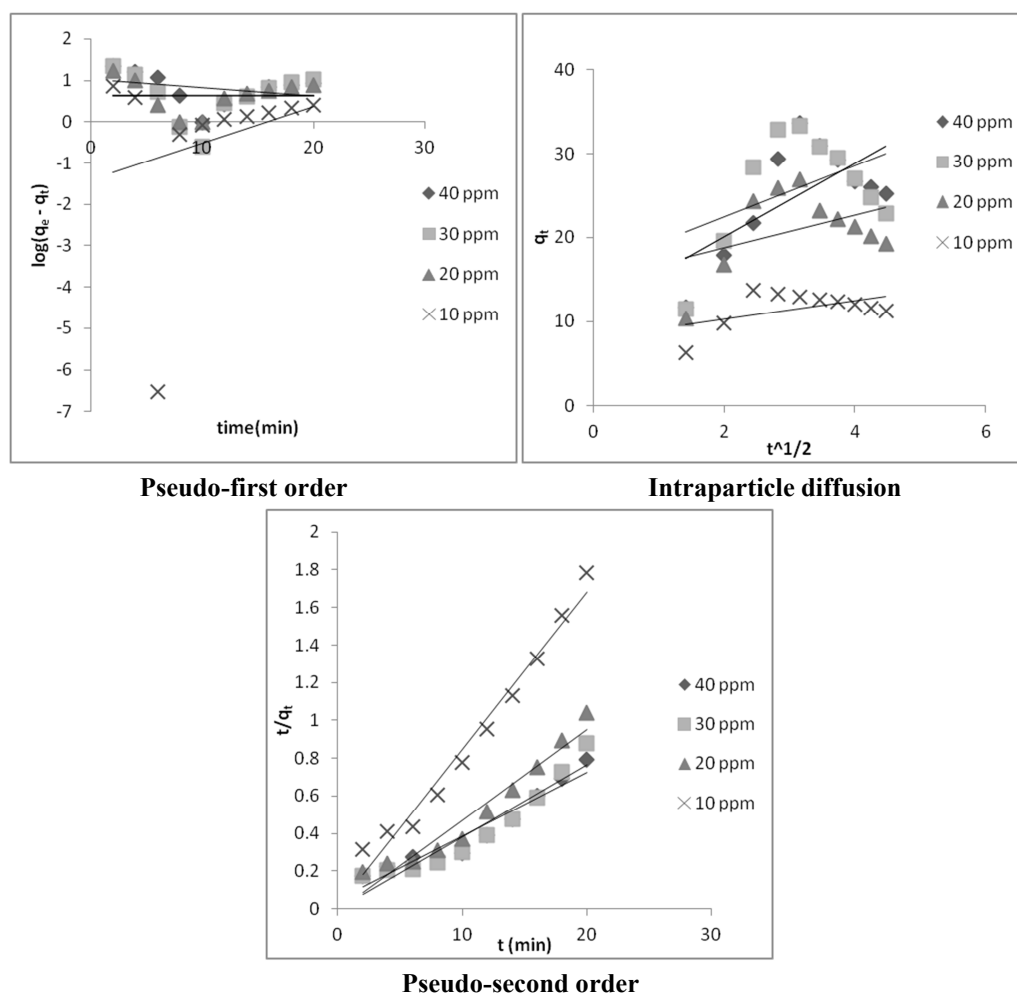 2
1
0
-1
-2
-3
-4
-5
-6
-7
0
10
20
30
log(qₑ - qₜ)
time(min)
40 ppm
30 ppm
20 ppm
10 ppm
Pseudo-first order
40
30
20
10
0
0
2
4
6
qₜ
t^1/2
40 ppm
30 ppm
20 ppm
10 ppm
Intraparticle diffusion
2
1.8
1.6
1.4
1.2
1
0.8
0.6
0.4
0.2
0
0
10
20
30
t/qₜ
t (min)
40 ppm
30 ppm
20 ppm
10 ppm
Pseudo-second order